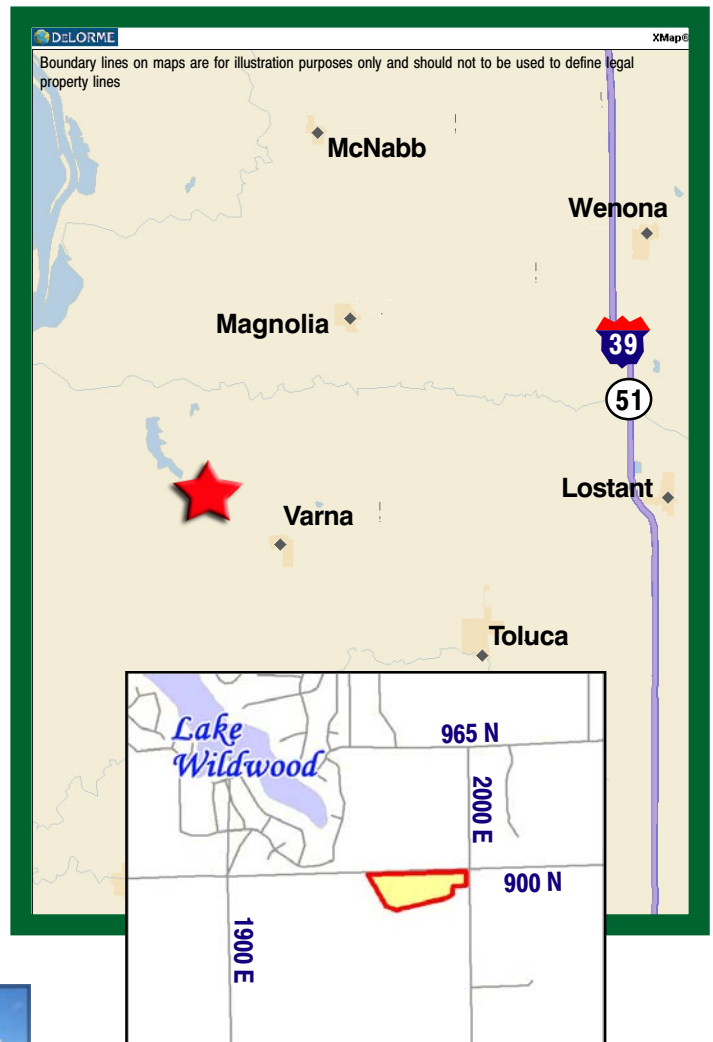 DELORME
XMap®
Boundary lines on maps are for illustration purposes only and should not to be used to define legal
property lines
McNabb
Wenona
Magnolia
39
51
Lostant
Varna
Toluca
Lake
Wildwood
965 N
2000 E
900 N
1900 E